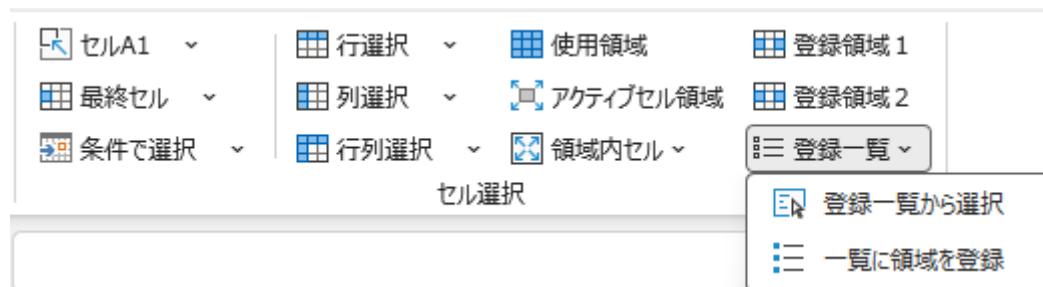 セルA1
行選択
使用領域
登録領域 1
最終セル
列選択
アクティブセル領域
登録領域 2
条件で選択
行列選択
領域内セル
登録一覧
セル選択
登録一覧から選択
一覧に領域を登録